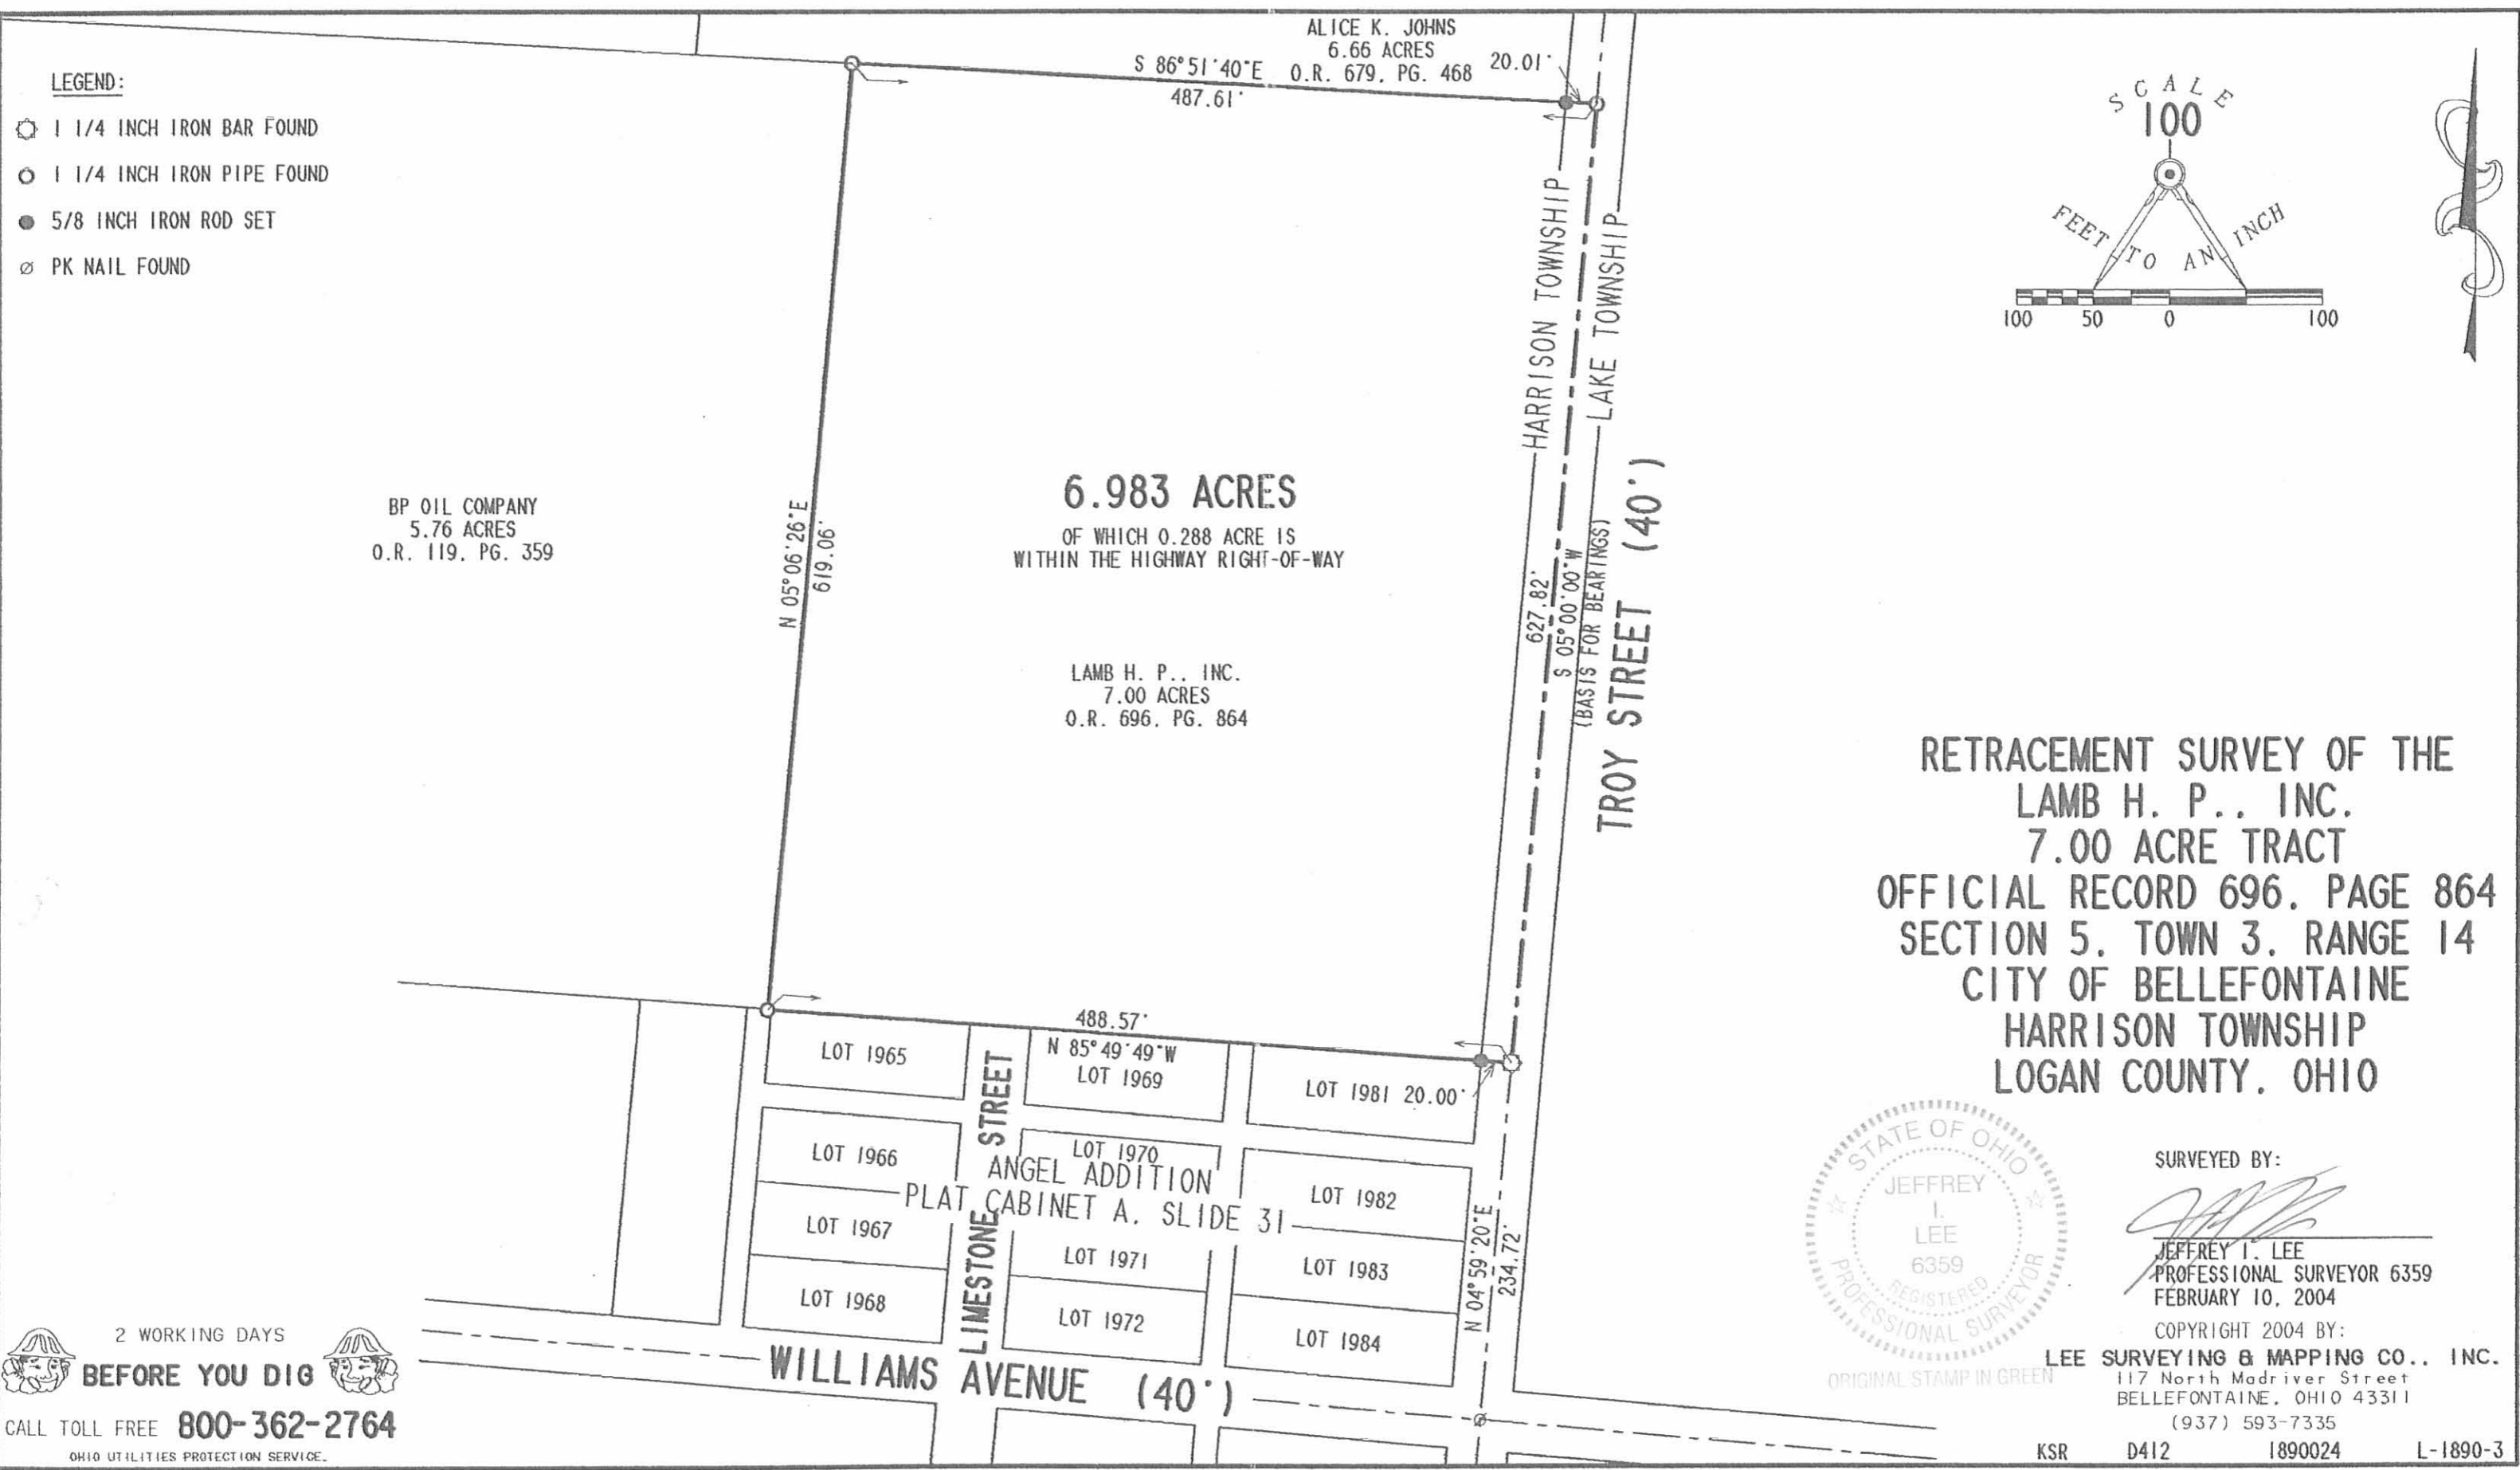 LEGEND:
1 1/4 INCH IRON BAR FOUND
1 1/4 INCH IRON PIPE FOUND
5/8 INCH IRON ROD SET
PK NAIL FOUND
ALICE K. JOHNS
6.66 ACRES
O.R. 679. PG. 468
S 86°51'40"E
487.61'
20.01'
SCALE
100
FEET TO AN INCH
100 50 0 100
BP OIL COMPANY
5.76 ACRES
O.R. 119. PG. 359
N 05°06'26"E
619.06'
6.983 ACRES
OF WHICH 0.288 ACRE IS
WITHIN THE HIGHWAY RIGHT-OF-WAY
LAMB H. P.. INC.
7.00 ACRES
O.R. 696. PG. 864
HARRISON TOWNSHIP
LAKE TOWNSHIP
627.82'
S 05°00'00"W
(BASIS FOR BEARINGS)
TROY STREET (40')
488.57'
N 85°49'49"W
20.00'
LOT 1965
LOT 1969
LOT 1981
LOT 1966
LOT 1970
LOT 1982
ANGEL ADDITION
PLAT CABINET A. SLIDE 31
LOT 1967
LOT 1971
LOT 1983
LOT 1968
LOT 1972
LOT 1984
LIMESTONE STREET
N 04°59'20"E
234.72'
WILLIAMS AVENUE (40')
RETRACEMENT SURVEY OF THE
LAMB H. P.. INC.
7.00 ACRE TRACT
OFFICIAL RECORD 696. PAGE 864
SECTION 5. TOWN 3. RANGE 14
CITY OF BELLEFONTAINE
HARRISON TOWNSHIP
LOGAN COUNTY. OHIO
STATE OF OHIO
JEFFREY
I.
LEE
6359
REGISTERED
PROFESSIONAL SURVEYOR
ORIGINAL STAMP IN GREEN
SURVEYED BY:
JEFFREY I. LEE
PROFESSIONAL SURVEYOR 6359
FEBRUARY 10, 2004
COPYRIGHT 2004 BY:
LEE SURVEYING & MAPPING CO.. INC.
117 North Madriver Street
BELLEFONTAINE. OHIO 43311
(937) 593-7335
KSR D412 1890024 L-1890-3
2 WORKING DAYS
BEFORE YOU DIG
CALL TOLL FREE 800-362-2764
OHIO UTILITIES PROTECTION SERVICE.